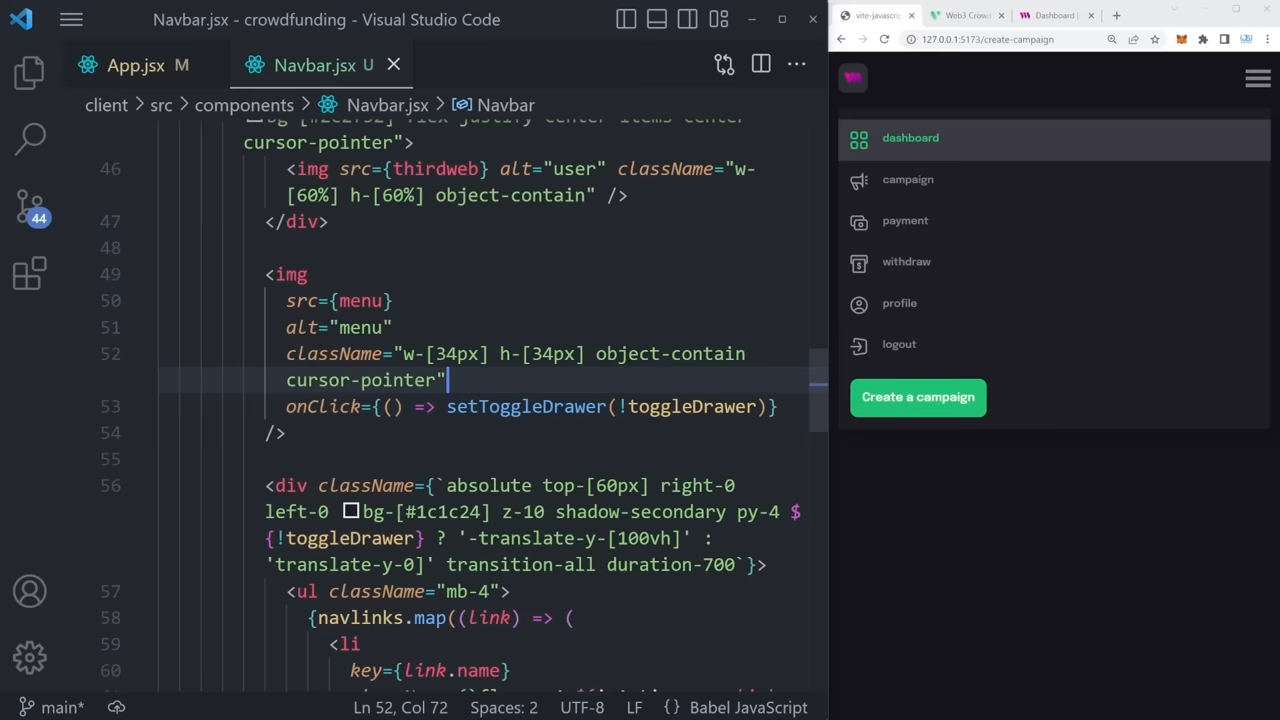 Navbar.jsx - crowdfunding - Visual Studio Code
App.jsx M
Navbar.jsx U
client > src > components > Navbar.jsx > Navbar
cursor-pointer">
46 <img src={thirdweb} alt="user" className="w-
[60%] h-[60%] object-contain" />
47 </div>
48
49 <img
50 src={menu}
51 alt="menu"
52 className="w-[34px] h-[34px] object-contain
cursor-pointer"
53 onClick={() => setToggleDrawer(!toggleDrawer)}
54 />
55
56 <div className={`absolute top-[60px] right-0
left-0 bg-[#1c1c24] z-10 shadow-secondary py-4 $
{!toggleDrawer} ? '-translate-y-[100vh]' :
'translate-y-0]' transition-all duration-700`}>
57 <ul className="mb-4">
58 {navlinks.map((link) => (
59 <li
60 key={link.name}
44
main* Ln 52, Col 72 Spaces: 2 UTF-8 LF {} Babel JavaScript
vite-javascrip
Web3 Crow
Dashboard |
127.0.0.1:5173/create-campaign
dashboard
campaign
payment
withdraw
profile
logout
Create a campaign